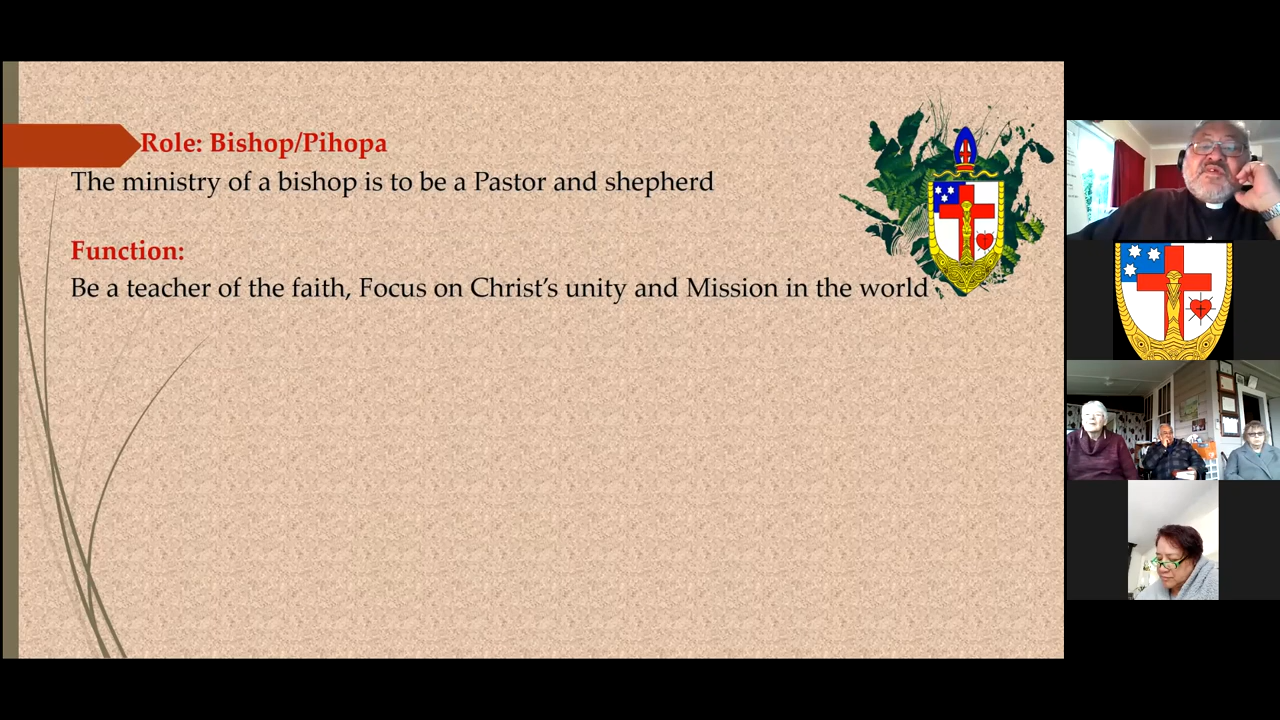 Role: Bishop/Pihopa
The ministry of a bishop is to be a Pastor and shepherd
Function:
Be a teacher of the faith, Focus on Christ’s unity and Mission in the world